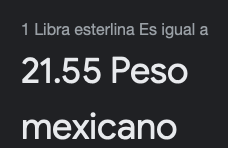 1 Libra esterlina Es igual a
21.55 Peso
mexicano